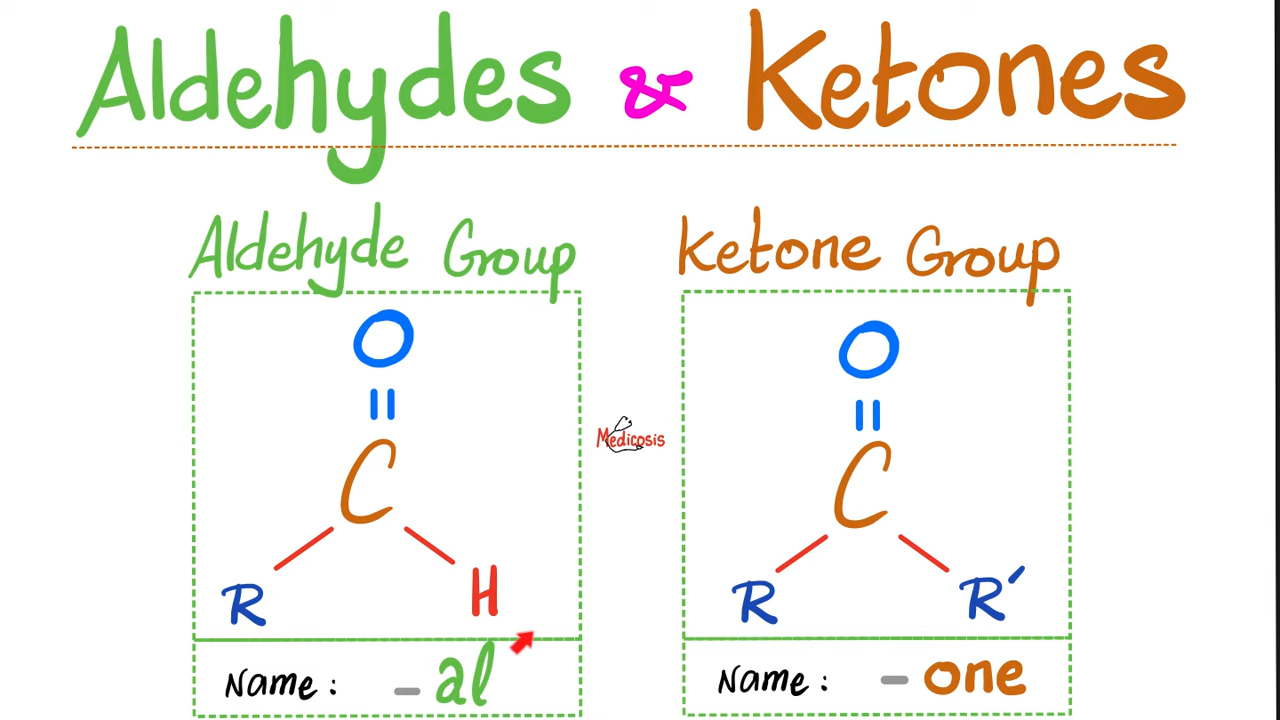 Aldehydes & Ketones
Aldehyde Group
Ketone Group
O
O
C
C
Medicosis
R
H
R
R′
Name: - al
Name: - one